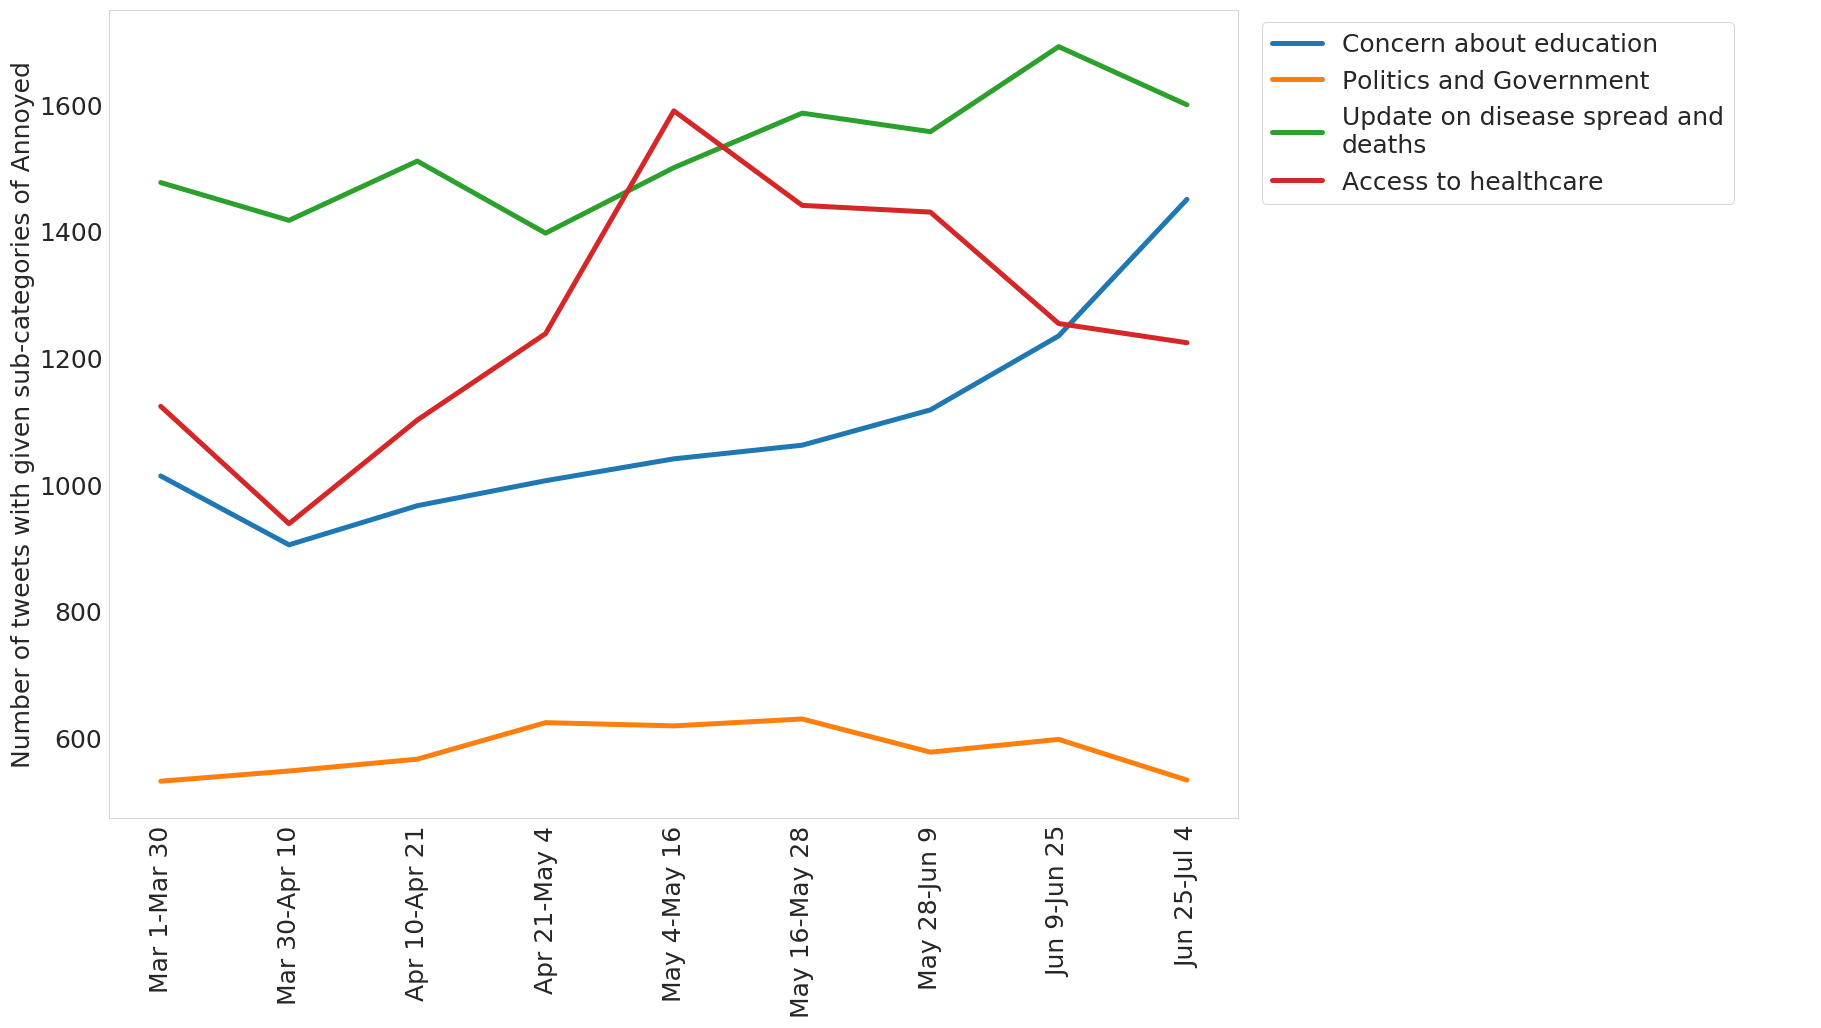 Number of tweets with given sub-categories of Annoyed
1600
1400
1200
1000
800
600
Mar 1-Mar 30
Mar 30-Apr 10
Apr 10-Apr 21
Apr 21-May 4
May 4-May 16
May 16-May 28
May 28-Jun 9
Jun 9-Jun 25
Jun 25-Jul 4
Concern about education
Politics and Government
Update on disease spread and
deaths
Access to healthcare